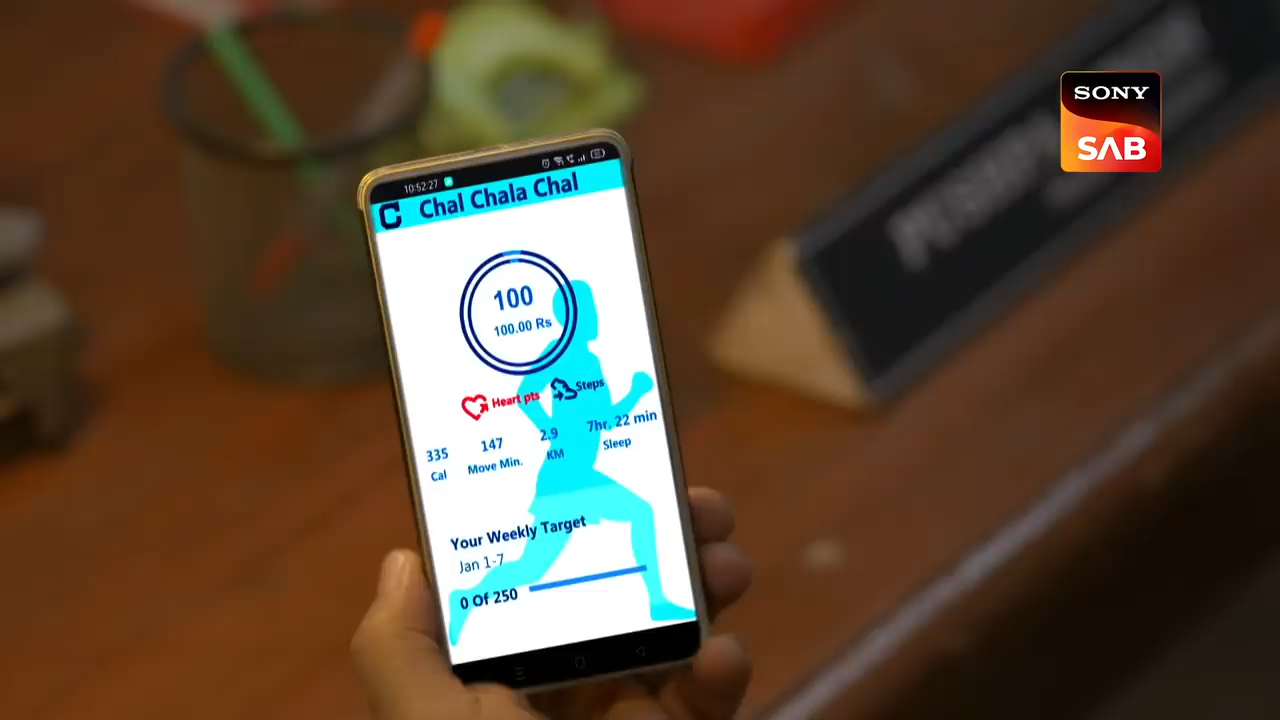 SONY
SAB
10:52:27
C Chal Chala Chal
100
100.00 Rs
Heart pts
Steps
335
147
2.9
7hr. 22 min
Cal
Move Min.
KM
Sleep
Your Weekly Target
Jan 1-7
0 Of 250